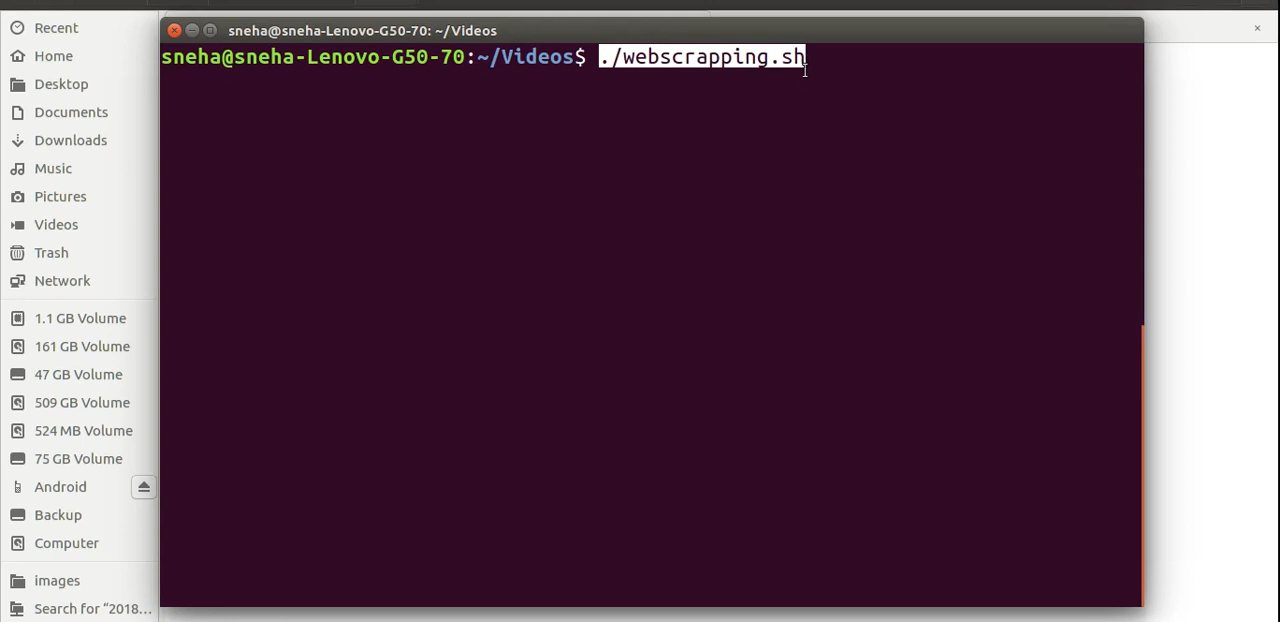 sneha@sneha-Lenovo-G50-70: ~/Videos
sneha@sneha-Lenovo-G50-70:~/Videos$ ./webscrapping.sh
Recent
Home
Desktop
Documents
Downloads
Music
Pictures
Videos
Trash
Network
1.1 GB Volume
161 GB Volume
47 GB Volume
509 GB Volume
524 MB Volume
75 GB Volume
Android
Backup
Computer
images
Search for “2018...